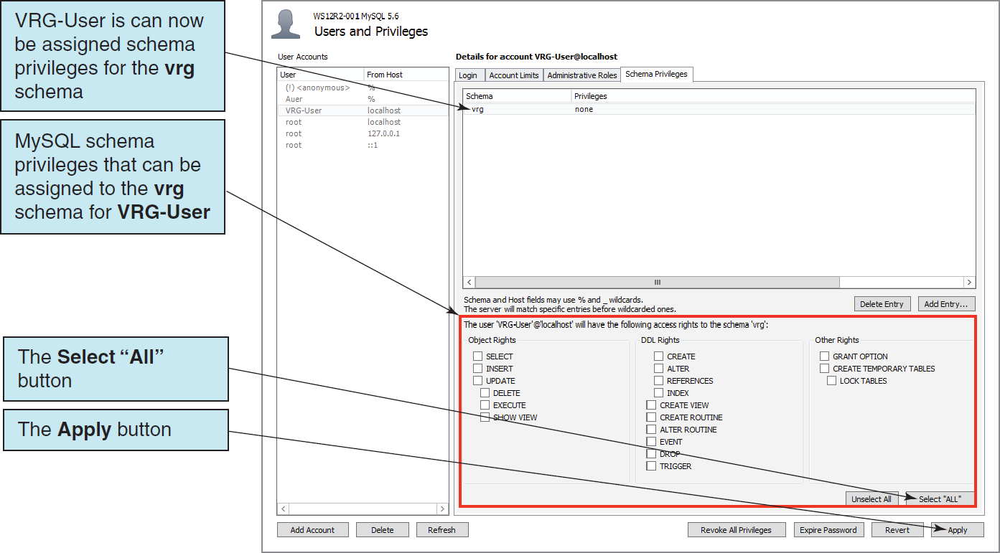 VRG-User is can now
be assigned schema
privileges for the vrg
schema
MySQL schema
privileges that can be
assigned to the vrg
schema for VRG-User
The Select “All”
button
The Apply button
WS12R2-001 MySQL 5.6
Users and Privileges
User Accounts
User From Host
(!) <anonymous> %
Auer %
VRG-User localhost
root localhost
root 127.0.0.1
root ::1
Add Account Delete Refresh
Details for account VRG-User@localhost
Login Account Limits Administrative Roles Schema Privileges
Schema Privileges
vrg none
Schema and Host fields may use % and _ wildcards.
The server will match specific entries before wildcarded ones.
Delete Entry Add Entry...
The user 'VRG-User'@'localhost' will have the following access rights to the schema 'vrg':
Object Rights
SELECT
INSERT
UPDATE
DELETE
EXECUTE
SHOW VIEW
DDL Rights
CREATE
ALTER
REFERENCES
INDEX
CREATE VIEW
CREATE ROUTINE
ALTER ROUTINE
EVENT
DROP
TRIGGER
Other Rights
GRANT OPTION
CREATE TEMPORARY TABLES
LOCK TABLES
Unselect All Select "ALL"
Revoke All Privileges Expire Password Revert Apply